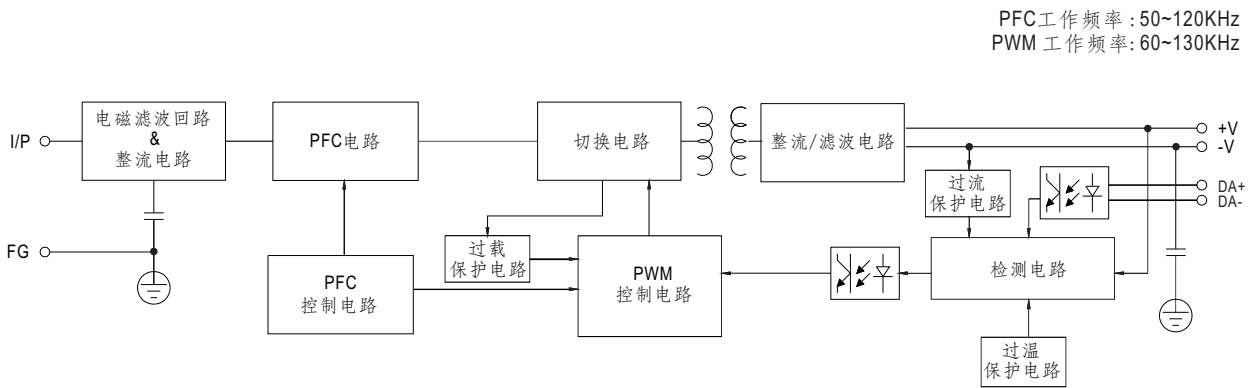 PFC工作频率:50~120KHz
PWM 工作频率:60~130KHz
I/P
电磁滤波回路
&
整流电路
PFC电路
切换电路
整流/滤波电路
+V
-V
DA+
DA-
过流
保护电路
FG
过载
保护电路
PFC
控制电路
PWM
控制电路
检测电路
过温
保护电路